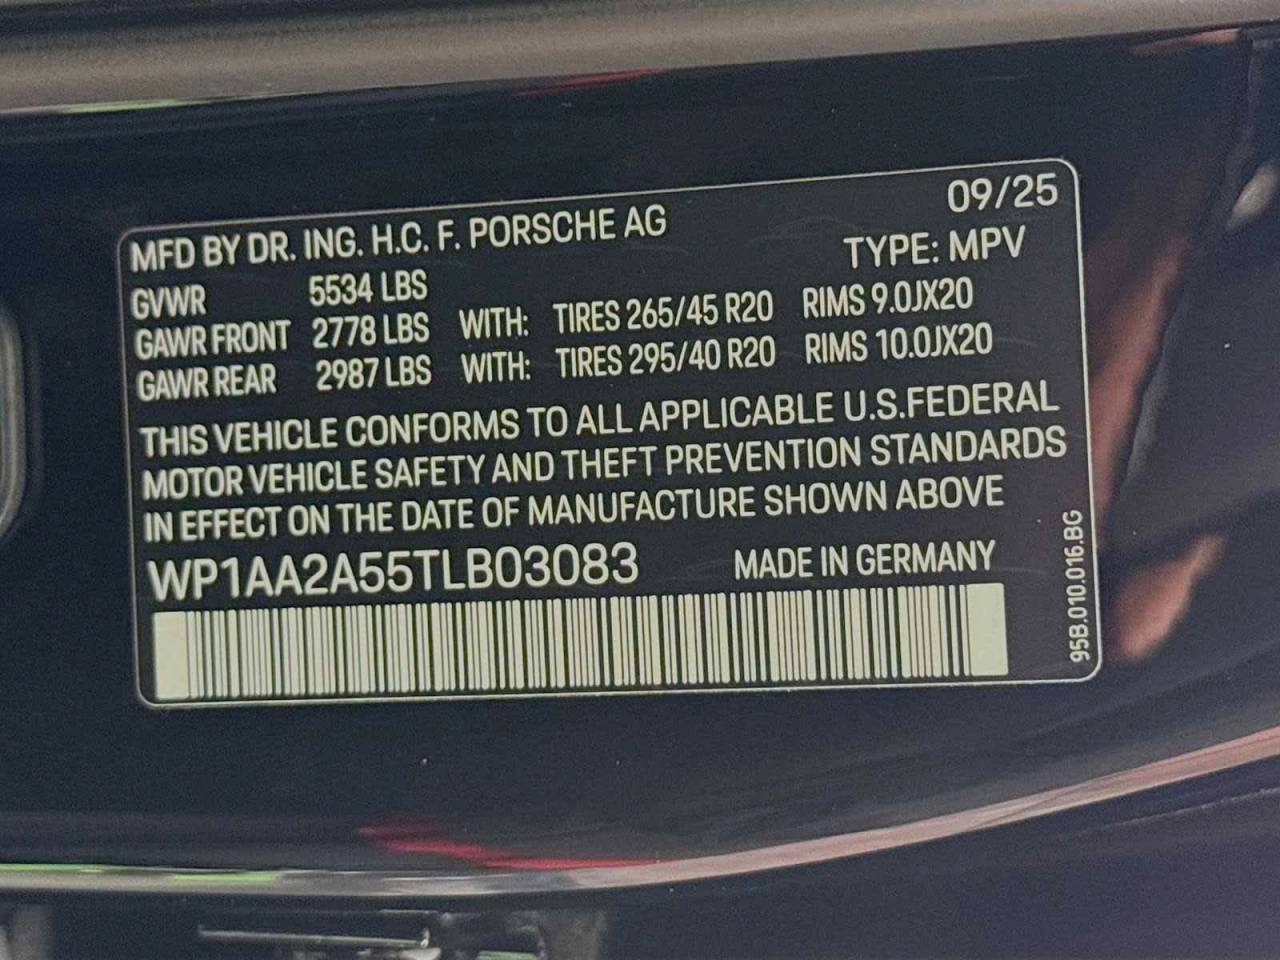 09/25
MFD BY DR. ING. H.C. F. PORSCHE AG
TYPE: MPV
GVWR 5534 LBS
GAWR FRONT 2778 LBS WITH: TIRES 265/45 R20 RIMS 9.0JX20
GAWR REAR 2987 LBS WITH: TIRES 295/40 R20 RIMS 10.0JX20
THIS VEHICLE CONFORMS TO ALL APPLICABLE U.S.FEDERAL
MOTOR VEHICLE SAFETY AND THEFT PREVENTION STANDARDS
IN EFFECT ON THE DATE OF MANUFACTURE SHOWN ABOVE
WP1AA2A55TLB03083 MADE IN GERMANY
95B.010.016.BG